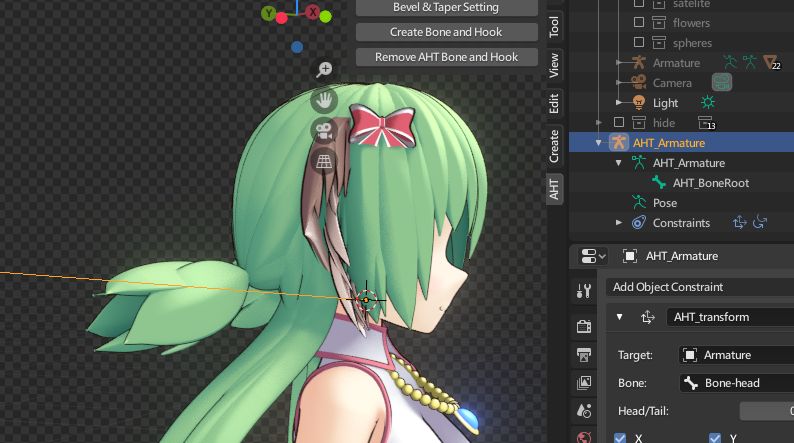 Bevel & Taper Setting
Create Bone and Hook
Remove AHT Bone and Hook
Y
X
Tool
View
Edit
Create
AHT
satelite
flowers
spheres
Armature
22
Camera
Light
hide
13
AHT_Armature
AHT_Armature
AHT_BoneRoot
Pose
Constraints
AHT_Armature
Add Object Constraint
AHT_transform
Target:
Armature
Bone:
Bone-head
Head/Tail:
X
Y